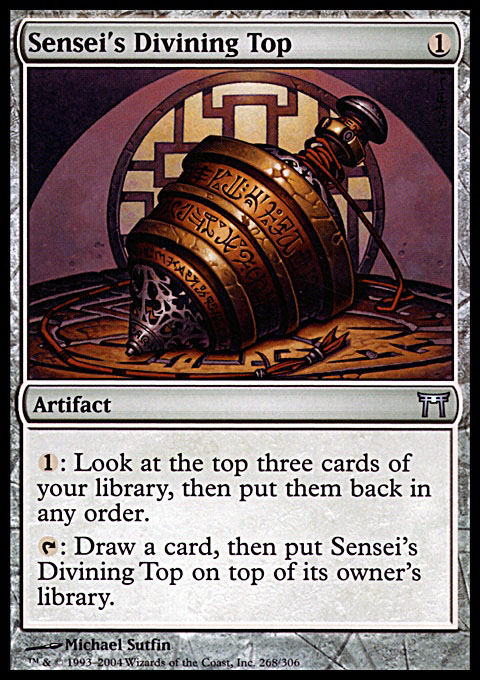 Sensei's Divining Top 1
Artifact
1: Look at the top three cards of
your library, then put them back in
any order.
: Draw a card, then put Sensei's
Divining Top on top of its owner's
library.
Michael Sutfin
™ & © 1993–2004 Wizards of the Coast, Inc. 268/306